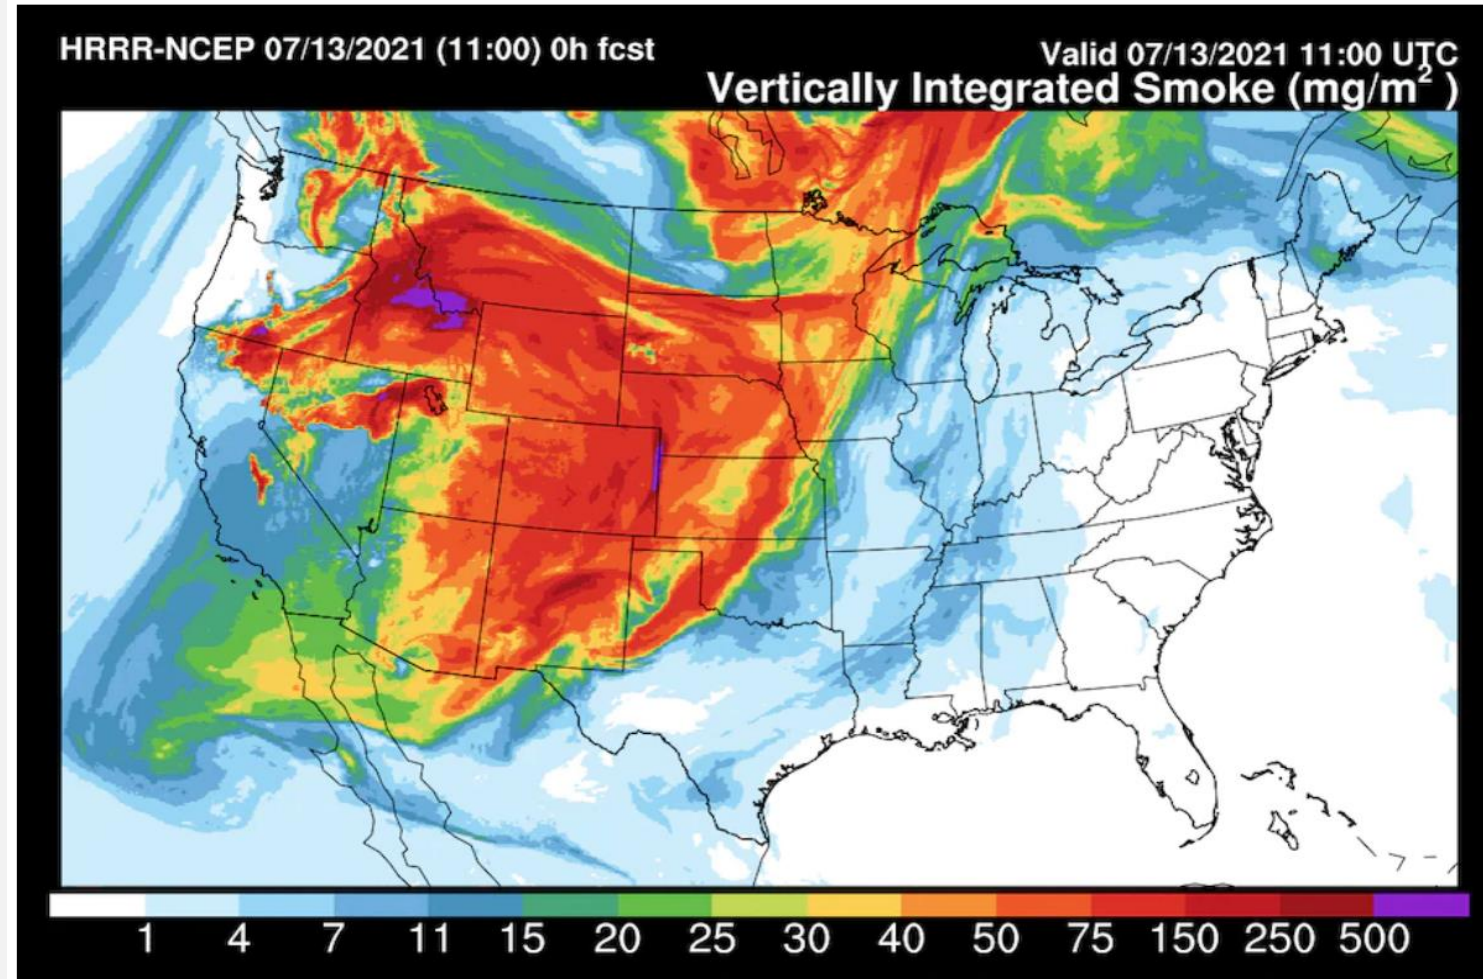 HRRR-NCEP 07/13/2021 (11:00) 0h fcst
Valid 07/13/2021 11:00 UTC
Vertically Integrated Smoke (mg/m²)
1 4 7 11 15 20 25 30 40 50 75 150 250 500